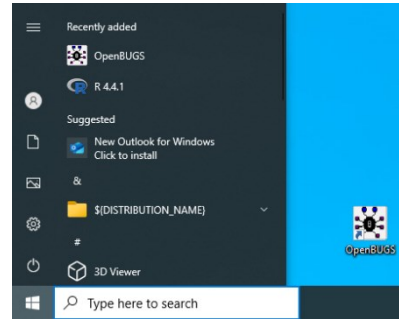 Recently added
OpenBUGS
R 4.4.1
Suggested
New Outlook for Windows
Click to install
&
${DISTRIBUTION_NAME}
#
3D Viewer
OpenBUGS
Type here to search